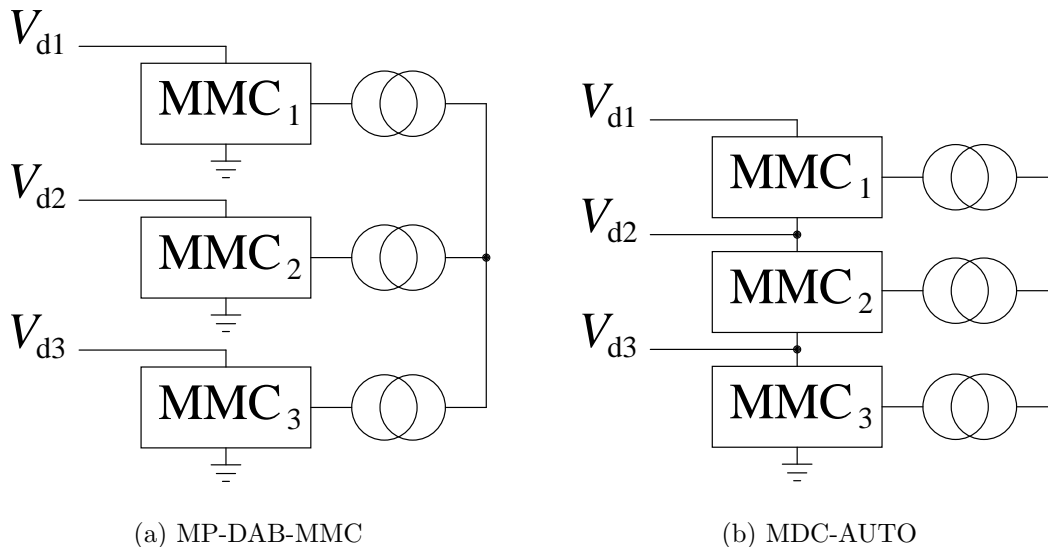 V_d1
MMC_1
V_d2
MMC_2
V_d3
MMC_3
(a) MP-DAB-MMC
V_d1
MMC_1
V_d2
MMC_2
V_d3
MMC_3
(b) MDC-AUTO